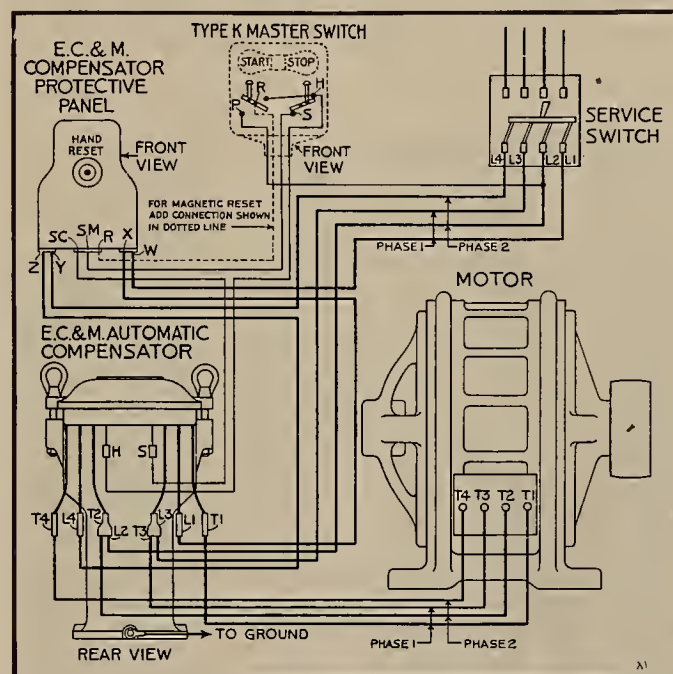 TYPE K MASTER SWITCH
START STOP
R H
P S
FRONT VIEW
E.C.& M.
COMPENSATOR
PROTECTIVE
PANEL
HAND
RESET
FRONT
VIEW
SC SM R X W
Z Y
FOR MAGNETIC RESET
ADD CONNECTION SHOWN
IN DOTTED LINE
SERVICE
SWITCH
L4 L3 L2 L1
PHASE 1 PHASE 2
E.C.& M. AUTOMATIC
COMPENSATOR
H S
T4 L4 T2 L2 T3 L3 L1 T1
TO GROUND
REAR VIEW
MOTOR
T4 T3 T2 T1
PHASE 1 PHASE 2